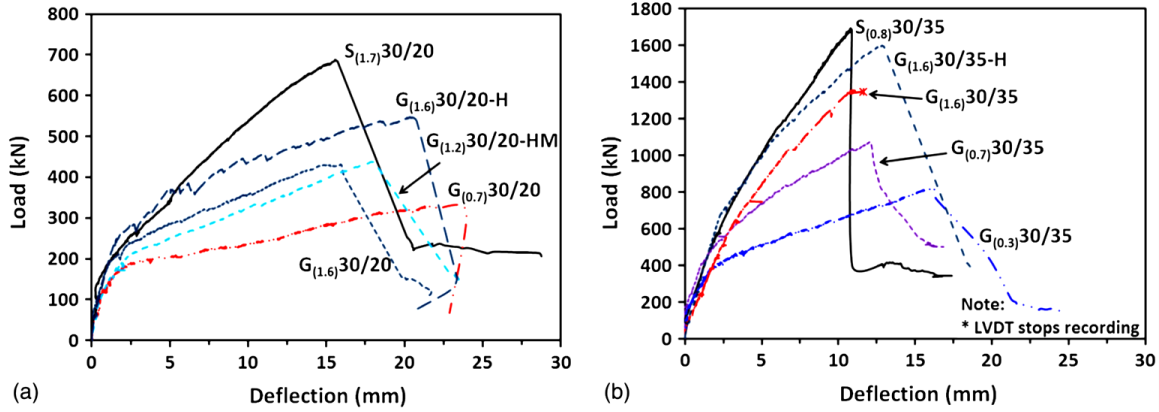 800
700
600
500
400
300
200
100
0
Load (kN)
0 5 10 15 20 25 30
Deflection (mm)
(a)
S(1.7)30/20
G(1.6)30/20-H
G(1.2)30/20-HM
G(0.7)30/20
G(1.6)30/20
1800
1600
1400
1200
1000
800
600
400
200
0
Load (kN)
0 5 10 15 20 25 30
Deflection (mm)
(b)
S(0.8)30/35
G(1.6)30/35-H
G(1.6)30/35
G(0.7)30/35
G(0.3)30/35
Note:
* LVDT stops recording